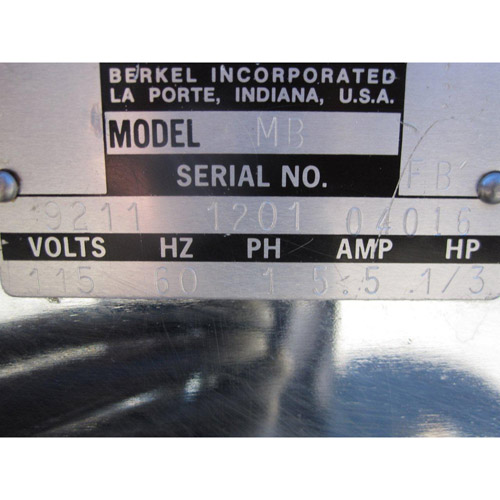 BERKEL INCORPORATED
LA PORTE, INDIANA, U.S.A.
MODEL MB
SERIAL NO. EB
9211 1201 04016
VOLTS HZ PH AMP HP
115 60 1 5.5 1/3